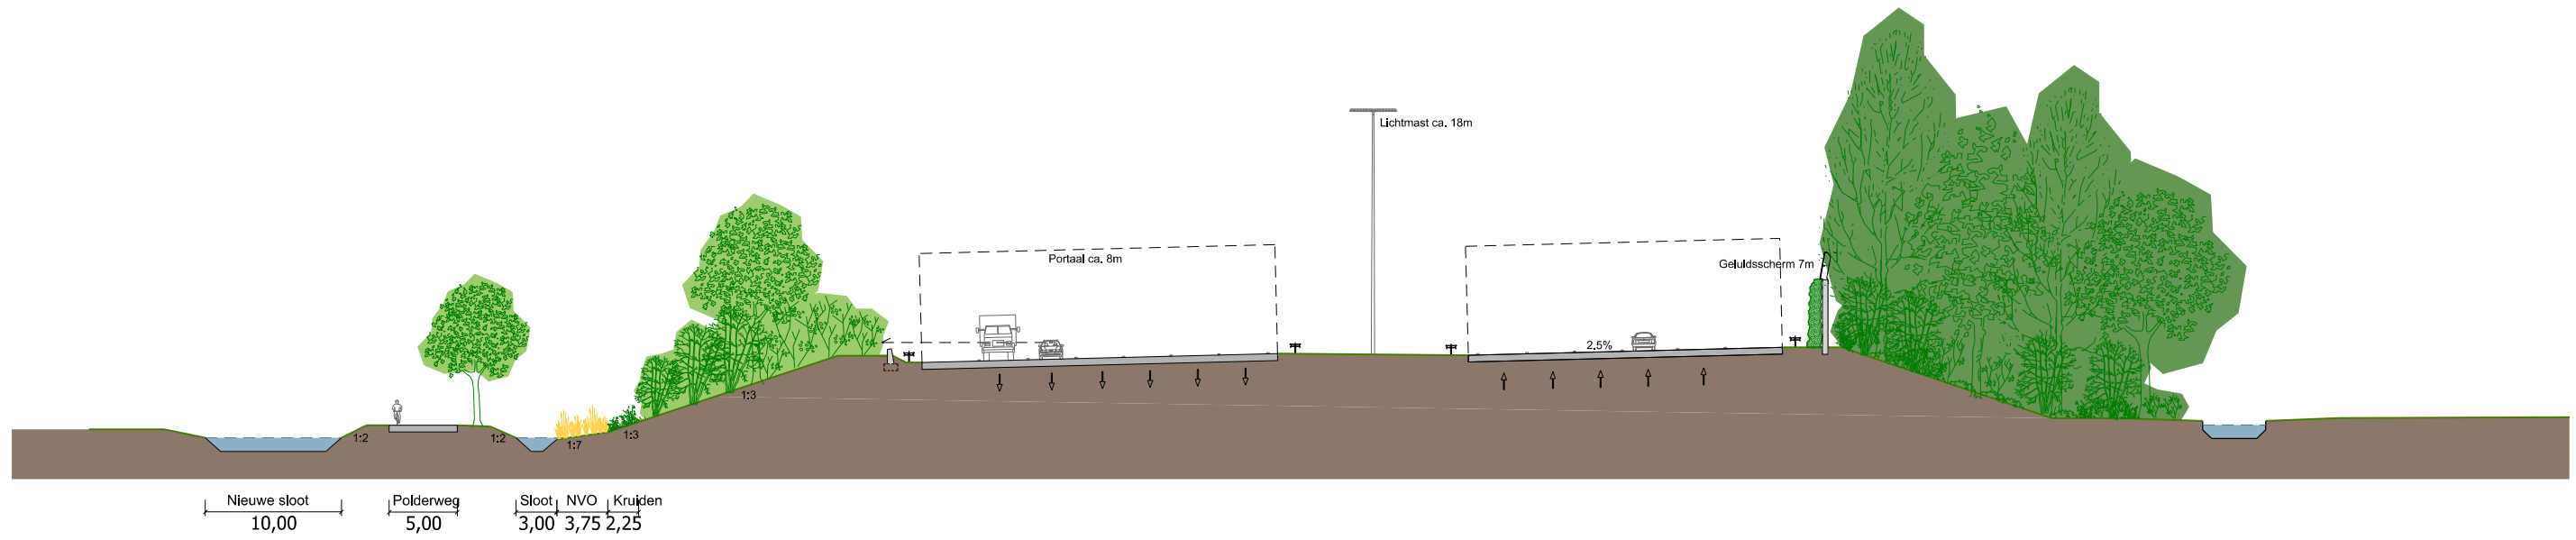 Lichtmast ca. 18m
Portaal ca. 8m
Geluidsscherm 7m
2.5%
1:3
1:2
1:2
1:7
1:3
Nieuwe sloot
10,00
Polderweg
5,00
Sloot
3,00
NVO
3,75
Kruiden
2,25